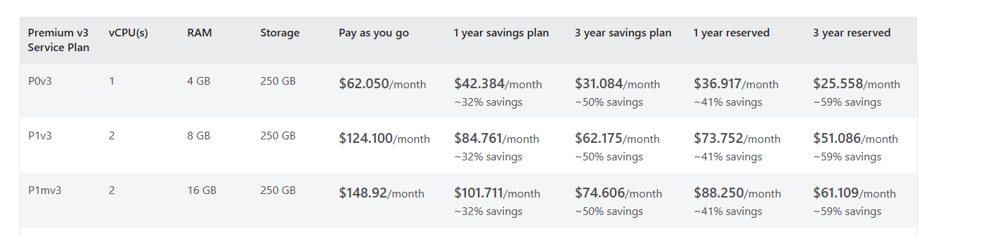 Premium v3 Service Plan vCPU(s) RAM Storage Pay as you go 1 year savings plan 3 year savings plan 1 year reserved 3 year reserved
P0v3 1 4 GB 250 GB $62.050/month $42.384/month $31.084/month $36.917/month $25.558/month
~32% savings ~50% savings ~41% savings ~59% savings
P1v3 2 8 GB 250 GB $124.100/month $84.761/month $62.175/month $73.752/month $51.086/month
~32% savings ~50% savings ~41% savings ~59% savings
P1mv3 2 16 GB 250 GB $148.92/month $101.711/month $74.606/month $88.250/month $61.109/month
~32% savings ~50% savings ~41% savings ~59% savings